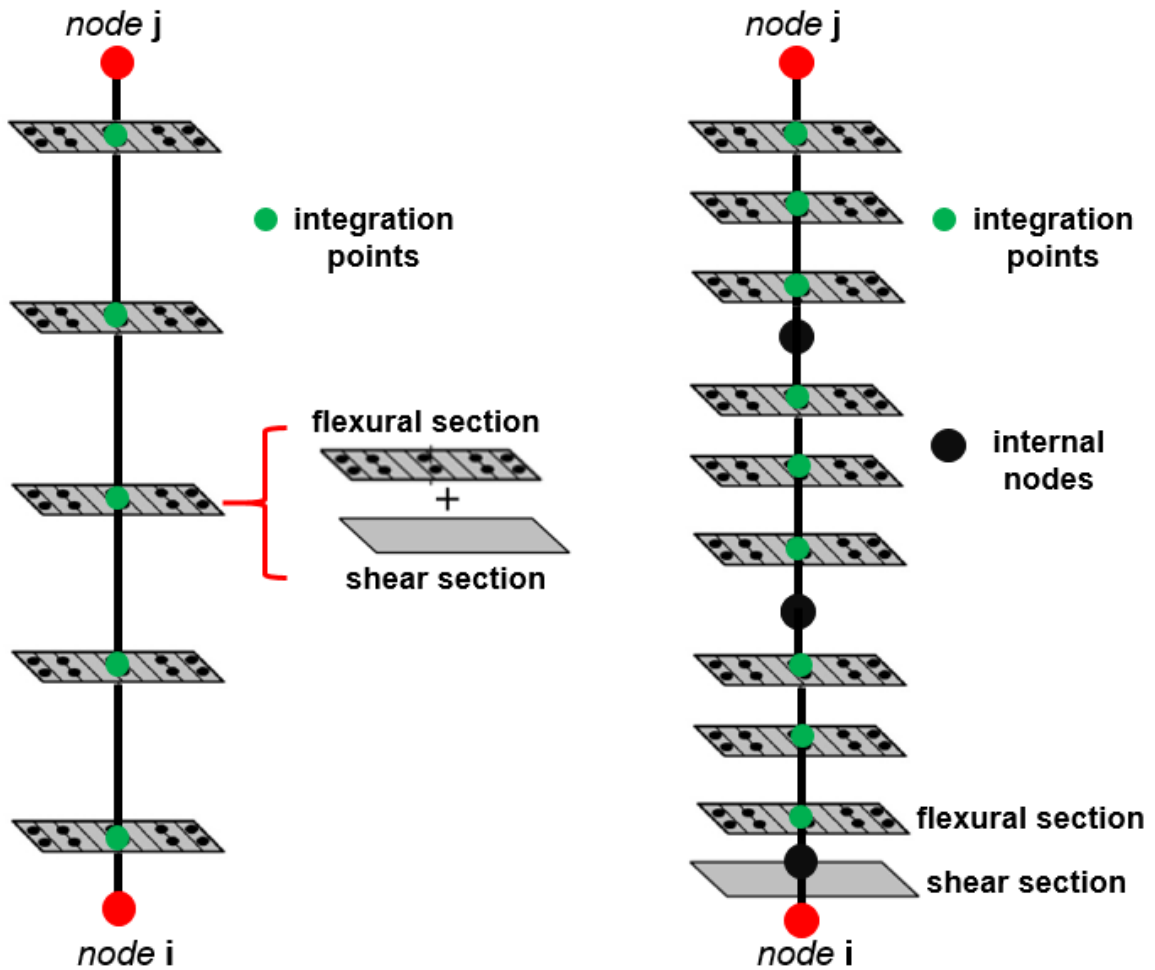 node j
integration
points
flexural section
+
shear section
node i
node j
integration
points
internal
nodes
flexural section
shear section
node i